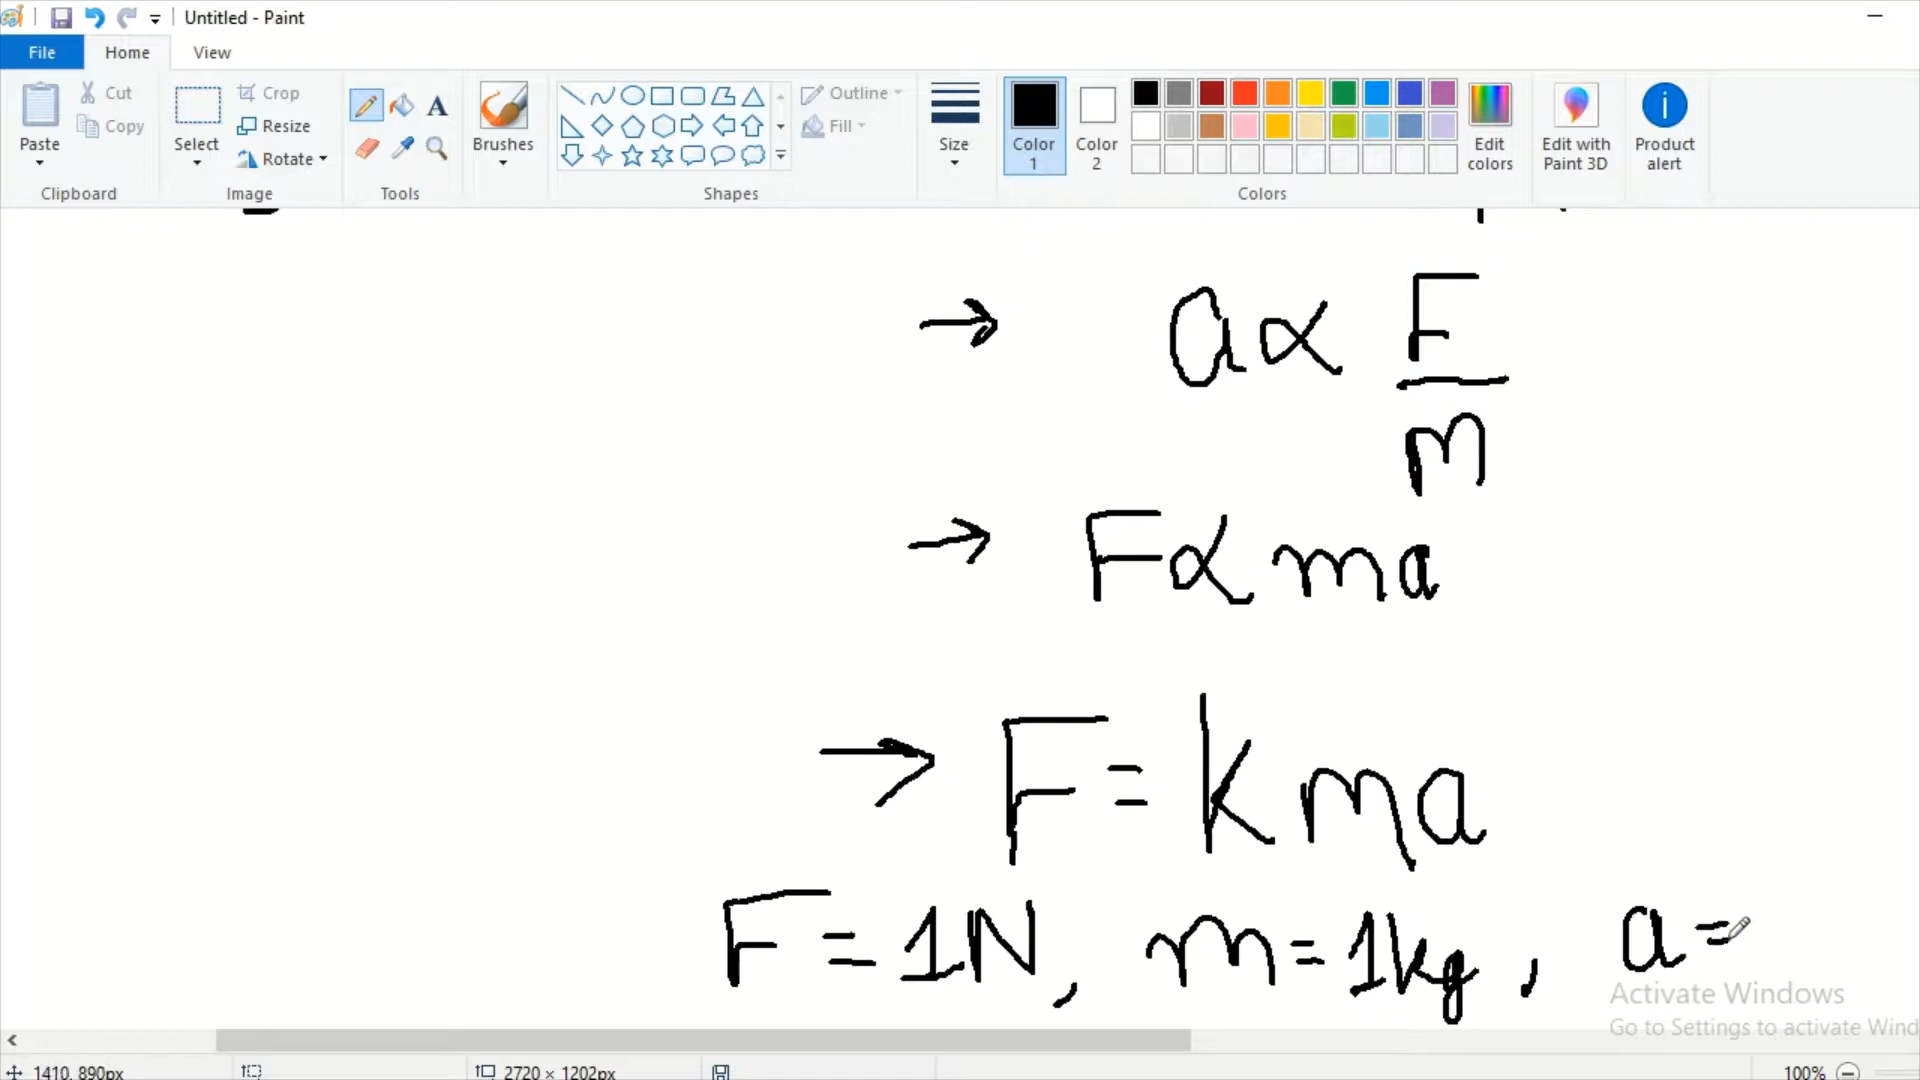 Untitled - Paint
File Home View
Paste Cut Copy Clipboard
Select Crop Resize Rotate Image
A Tools
Brushes
Outline Fill Shapes
Size
Color 1 Color 2 Edit colors Colors
Edit with Paint 3D
Product alert
→ a ∝ F/m
→ F ∝ ma
→ F = kma
F = 1N, m = 1kg, a =
Activate Windows
Go to Settings to activate Wind
1410, 890px 2720 × 1202px 100%